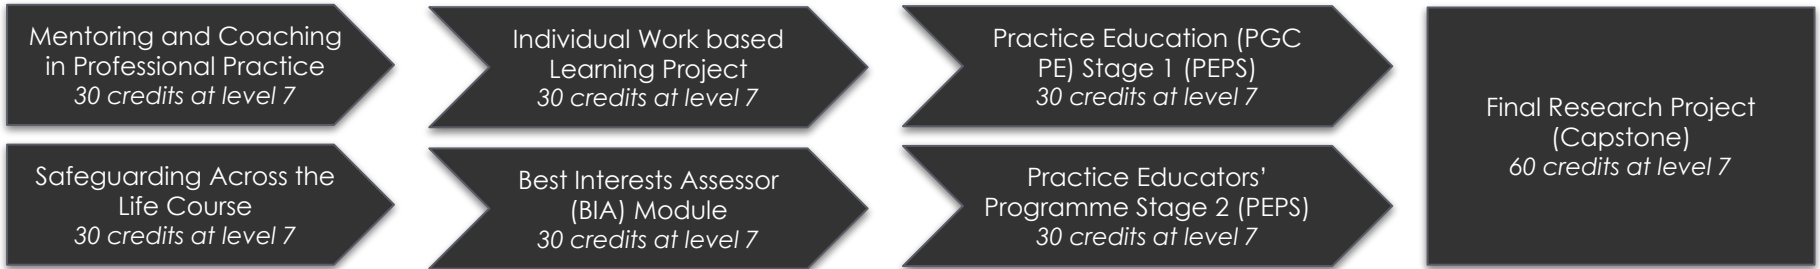 Mentoring and Coaching
in Professional Practice
30 credits at level 7
Individual Work based
Learning Project
30 credits at level 7
Practice Education (PGC
PE) Stage 1 (PEPS)
30 credits at level 7
Final Research Project
(Capstone)
60 credits at level 7
Safeguarding Across the
Life Course
30 credits at level 7
Best Interests Assessor
(BIA) Module
30 credits at level 7
Practice Educators’
Programme Stage 2 (PEPS)
30 credits at level 7